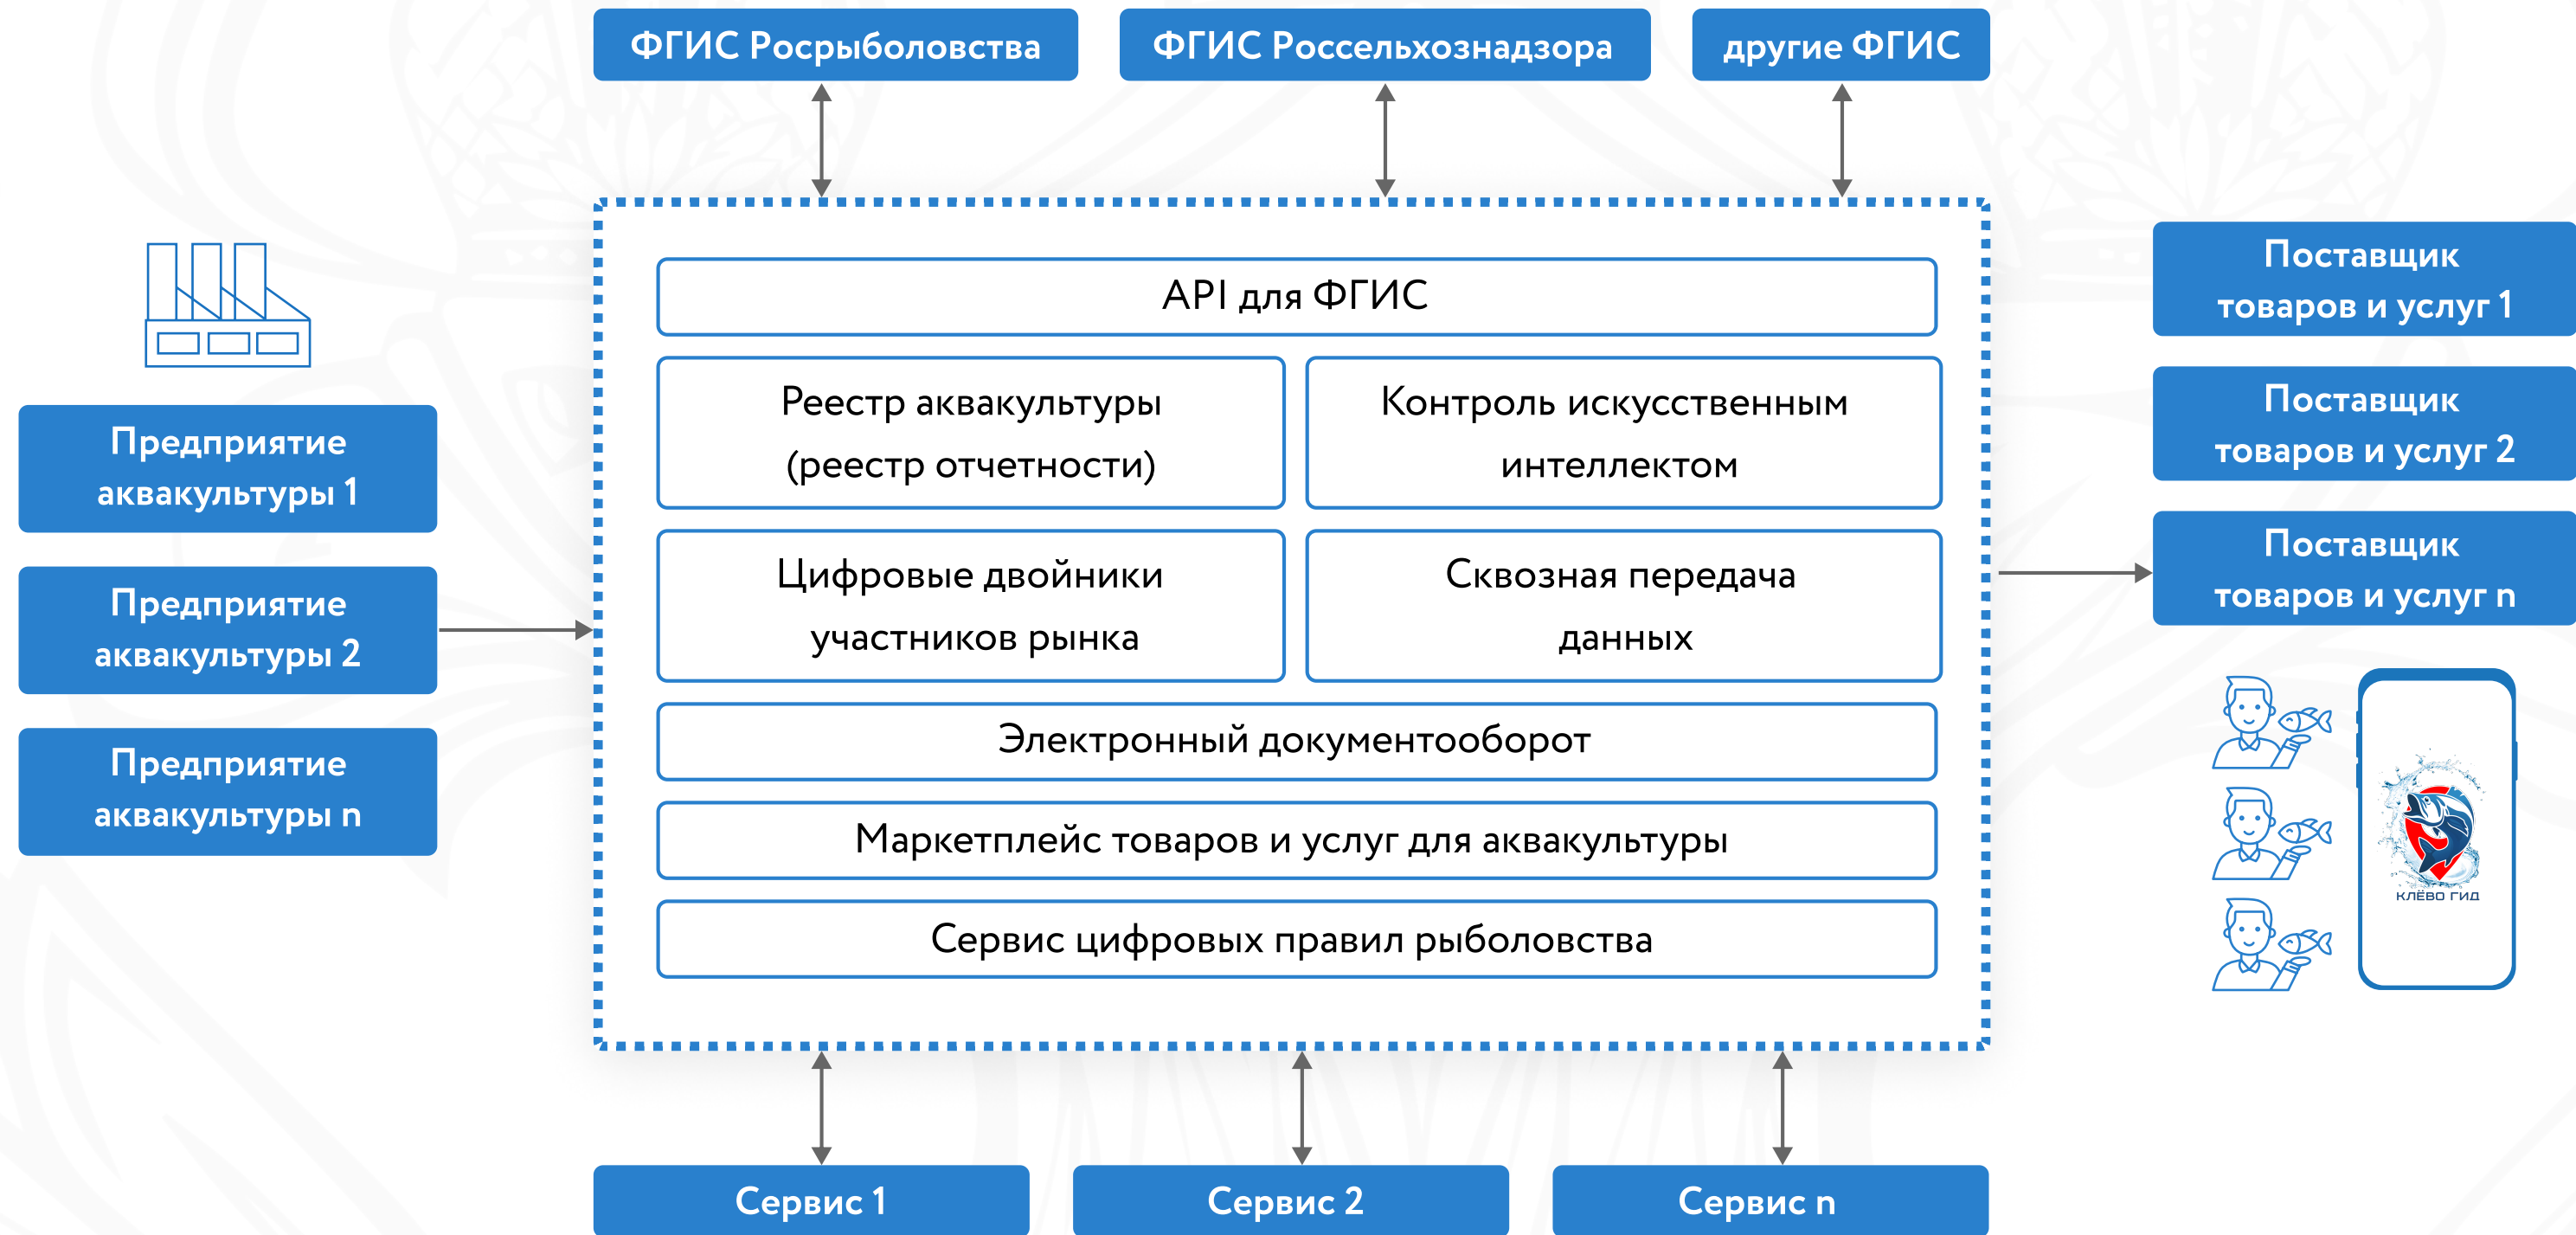 ФГИС Росрыболовства
ФГИС Россельхознадзора
другие ФГИС
Предприятие
аквакультуры 1
Предприятие
аквакультуры 2
Предприятие
аквакультуры n
API для ФГИС
Реестр аквакультуры
(реестр отчетности)
Контроль искусственным
интеллектом
Цифровые двойники
участников рынка
Сквозная передача
данных
Электронный документооборот
Маркетплейс товаров и услуг для аквакультуры
Сервис цифровых правил рыболовства
Поставщик
товаров и услуг 1
Поставщик
товаров и услуг 2
Поставщик
товаров и услуг n
КЛЁВО ГИД
Сервис 1
Сервис 2
Сервис n